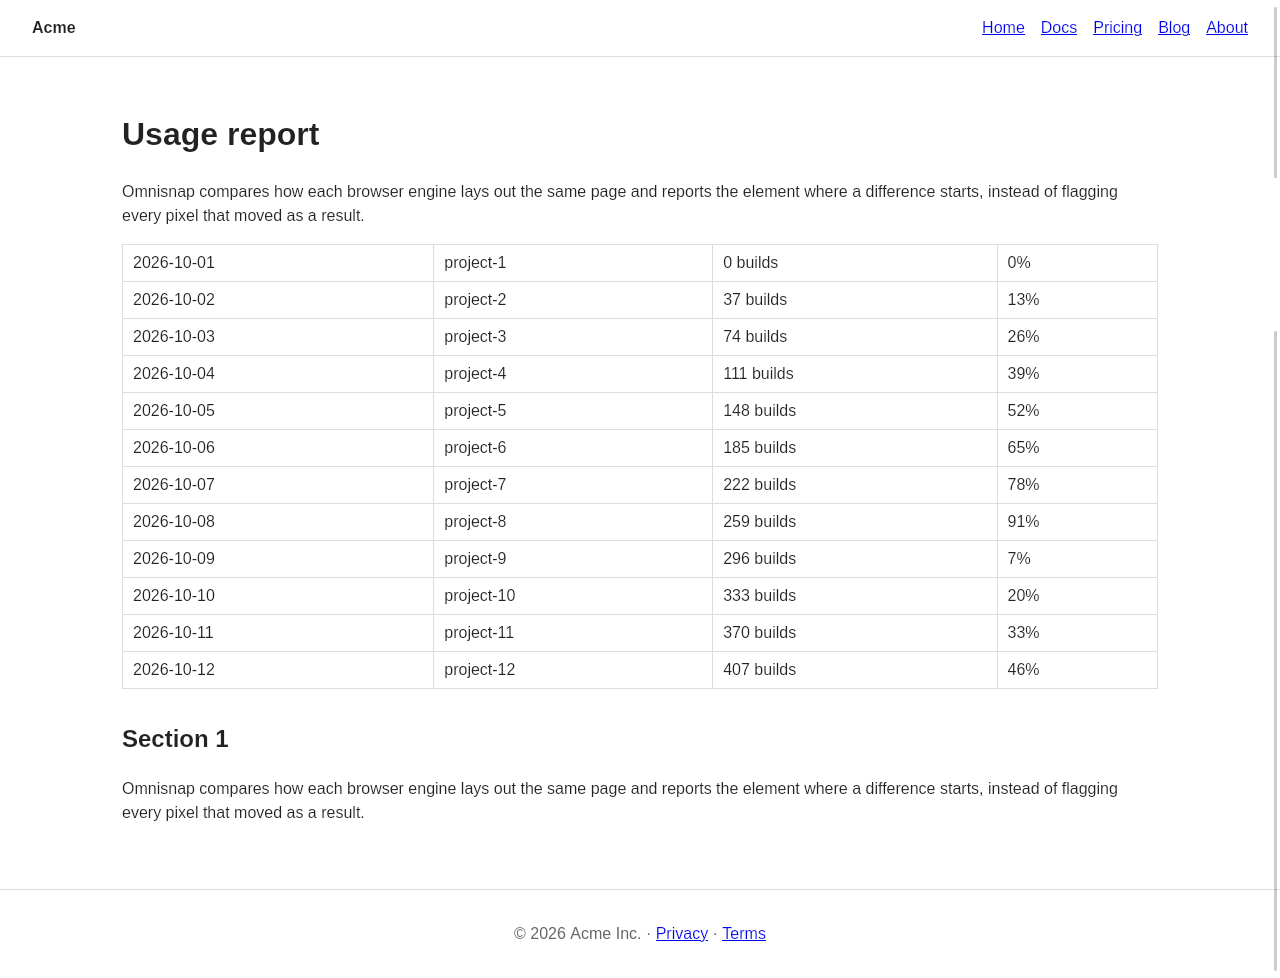 Acme
Home Docs Pricing Blog About
Usage report
Omnisnap compares how each browser engine lays out the same page and reports the element where a difference starts, instead of flagging
every pixel that moved as a result.
2026-10-01 project-1 0 builds 0%
2026-10-02 project-2 37 builds 13%
2026-10-03 project-3 74 builds 26%
2026-10-04 project-4 111 builds 39%
2026-10-05 project-5 148 builds 52%
2026-10-06 project-6 185 builds 65%
2026-10-07 project-7 222 builds 78%
2026-10-08 project-8 259 builds 91%
2026-10-09 project-9 296 builds 7%
2026-10-10 project-10 333 builds 20%
2026-10-11 project-11 370 builds 33%
2026-10-12 project-12 407 builds 46%
Section 1
Omnisnap compares how each browser engine lays out the same page and reports the element where a difference starts, instead of flagging
every pixel that moved as a result.
© 2026 Acme Inc. · Privacy · Terms